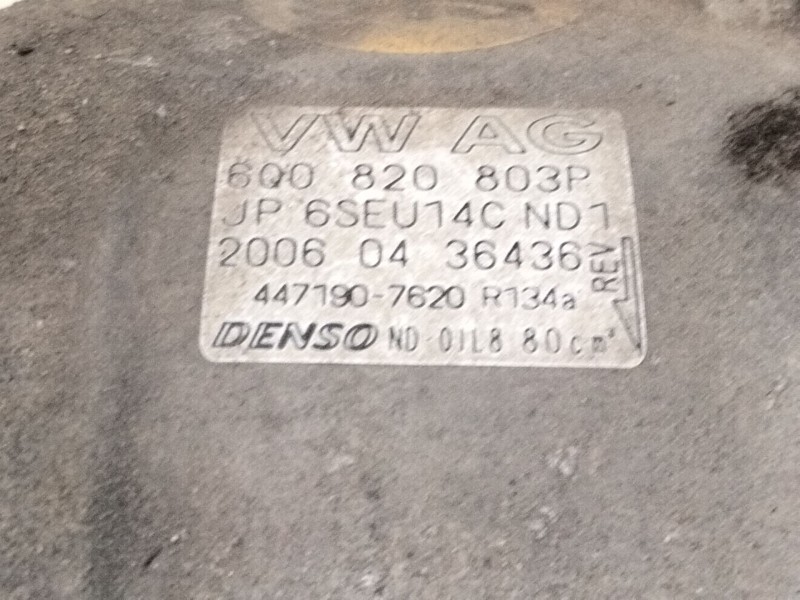 VW AG
6Q0 820 803P
JP 6SEU14C ND1
2006 04 36436
REV
447190-7620 R134a
DENSO ND-OIL8 80cm³